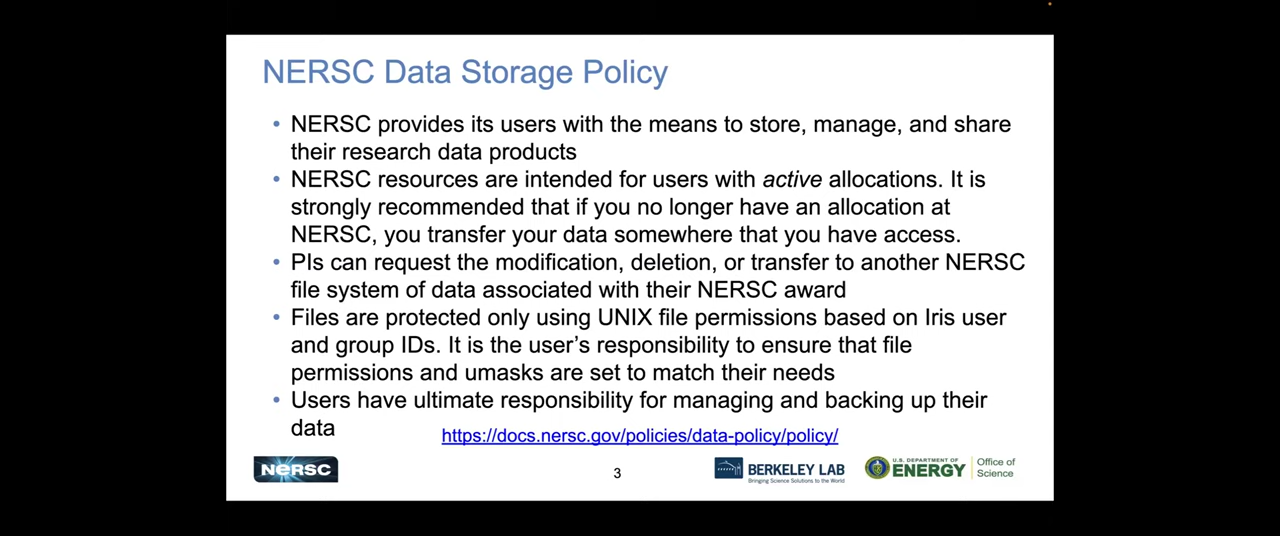 NERSC Data Storage Policy
• NERSC provides its users with the means to store, manage, and share
their research data products
• NERSC resources are intended for users with active allocations. It is
strongly recommended that if you no longer have an allocation at
NERSC, you transfer your data somewhere that you have access.
• PIs can request the modification, deletion, or transfer to another NERSC
file system of data associated with their NERSC award
• Files are protected only using UNIX file permissions based on Iris user
and group IDs. It is the user's responsibility to ensure that file
permissions and umasks are set to match their needs
• Users have ultimate responsibility for managing and backing up their
data
https://docs.nersc.gov/policies/data-policy/policy/
NERSC
3
BERKELEY LAB
Bringing Science Solutions to the World
U.S. DEPARTMENT OF
ENERGY
Office of
Science